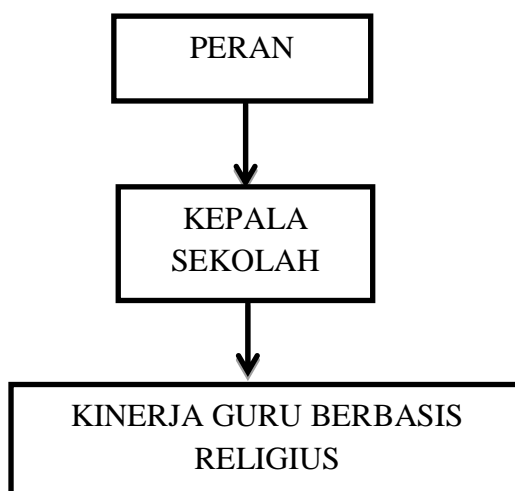 PERAN
KEPALA
SEKOLAH
KINERJA GURU BERBASIS
RELIGIUS